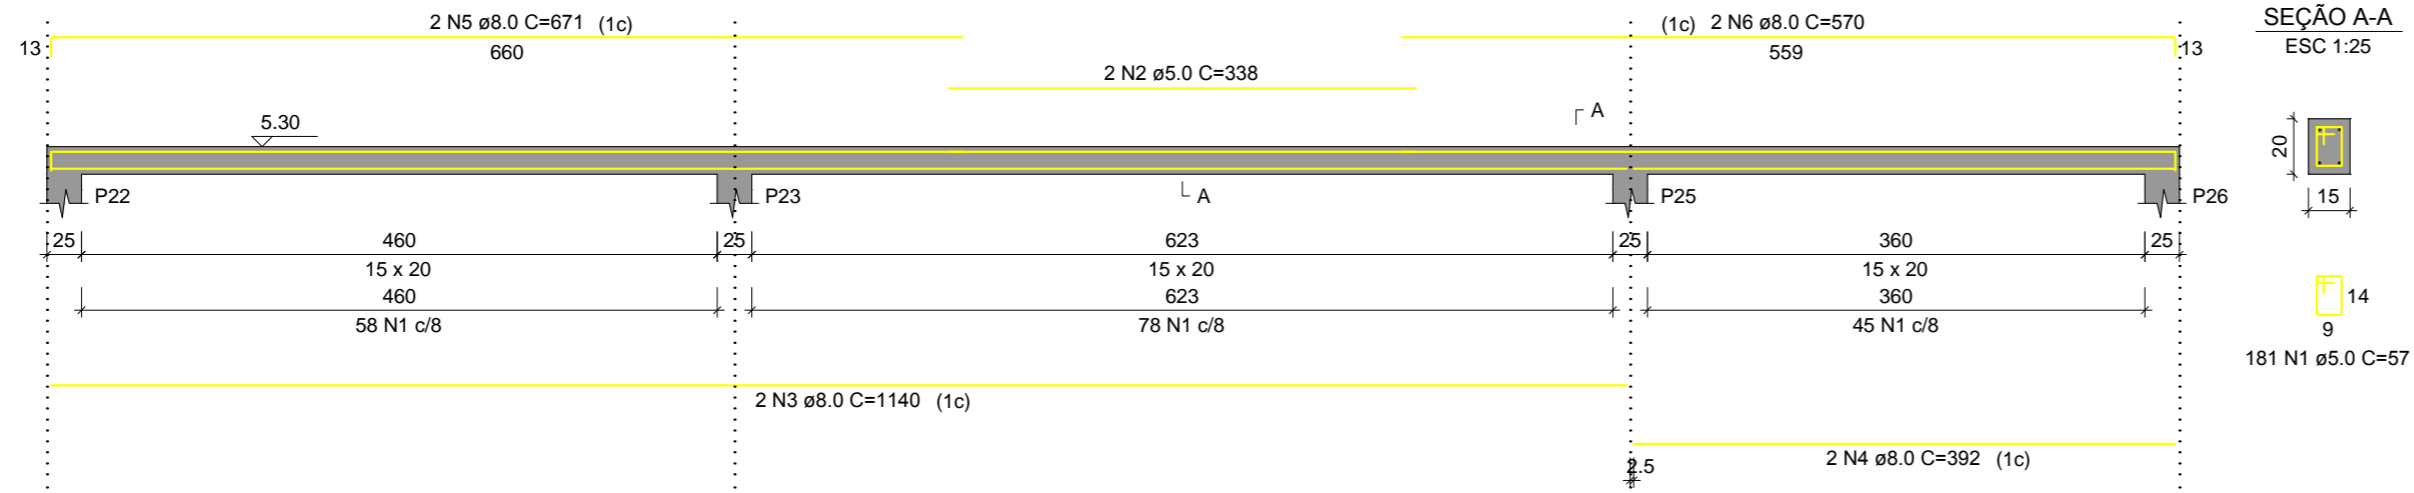 2 N5 ø8.0 C=671 (1c)
(1c) 2 N6 ø8.0 C=570
SEÇÃO A-A
ESC 1:25
13
660
559
13
2 N2 ø5.0 C=338
A
5.30
20
15
P22
P23
A
P25
P26
25
460
25
623
25
360
25
15 x 20
15 x 20
15 x 20
460
623
360
58 N1 c/8
78 N1 c/8
45 N1 c/8
14
9
181 N1 ø5.0 C=57
2 N3 ø8.0 C=1140 (1c)
2.5
2 N4 ø8.0 C=392 (1c)